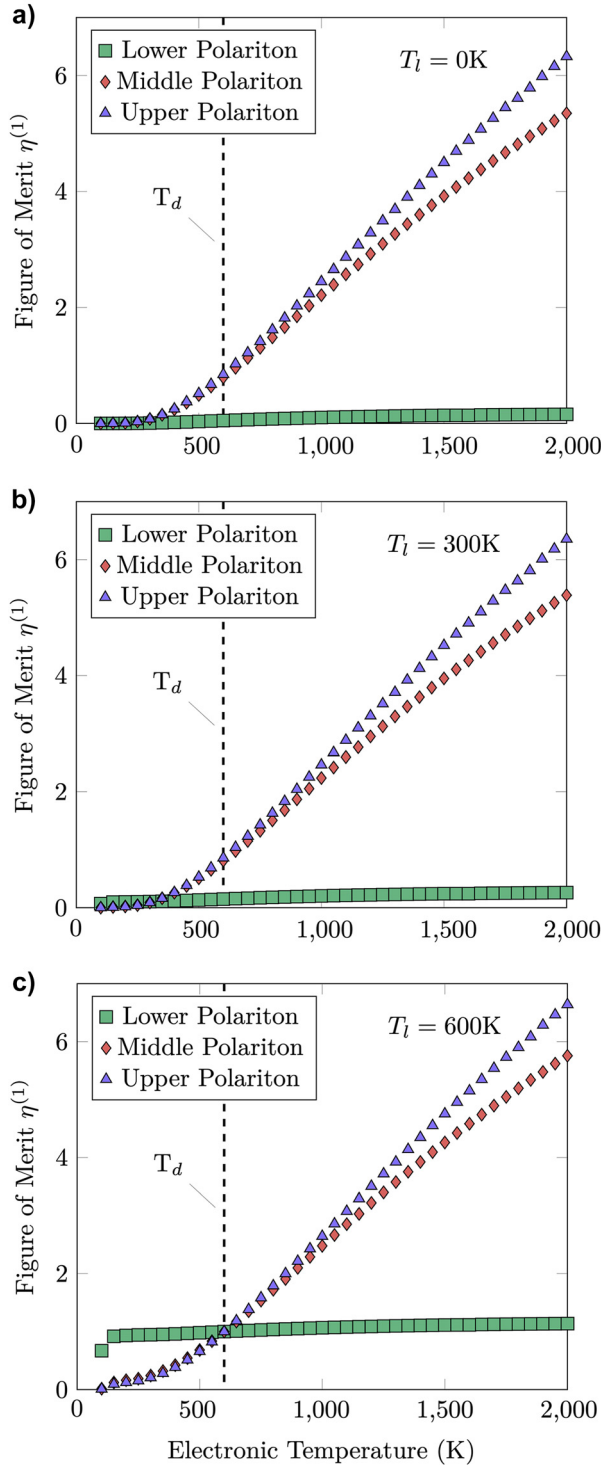 a)
Lower Polariton
Middle Polariton
Upper Polariton
T_l = 0K
T_d
Figure of Merit η^(1)
6
4
2
0
0 500 1,000 1,500 2,000
b)
Lower Polariton
Middle Polariton
Upper Polariton
T_l = 300K
T_d
Figure of Merit η^(1)
6
4
2
0
0 500 1,000 1,500 2,000
c)
Lower Polariton
Middle Polariton
Upper Polariton
T_l = 600K
T_d
Figure of Merit η^(1)
6
4
2
0
0 500 1,000 1,500 2,000
Electronic Temperature (K)